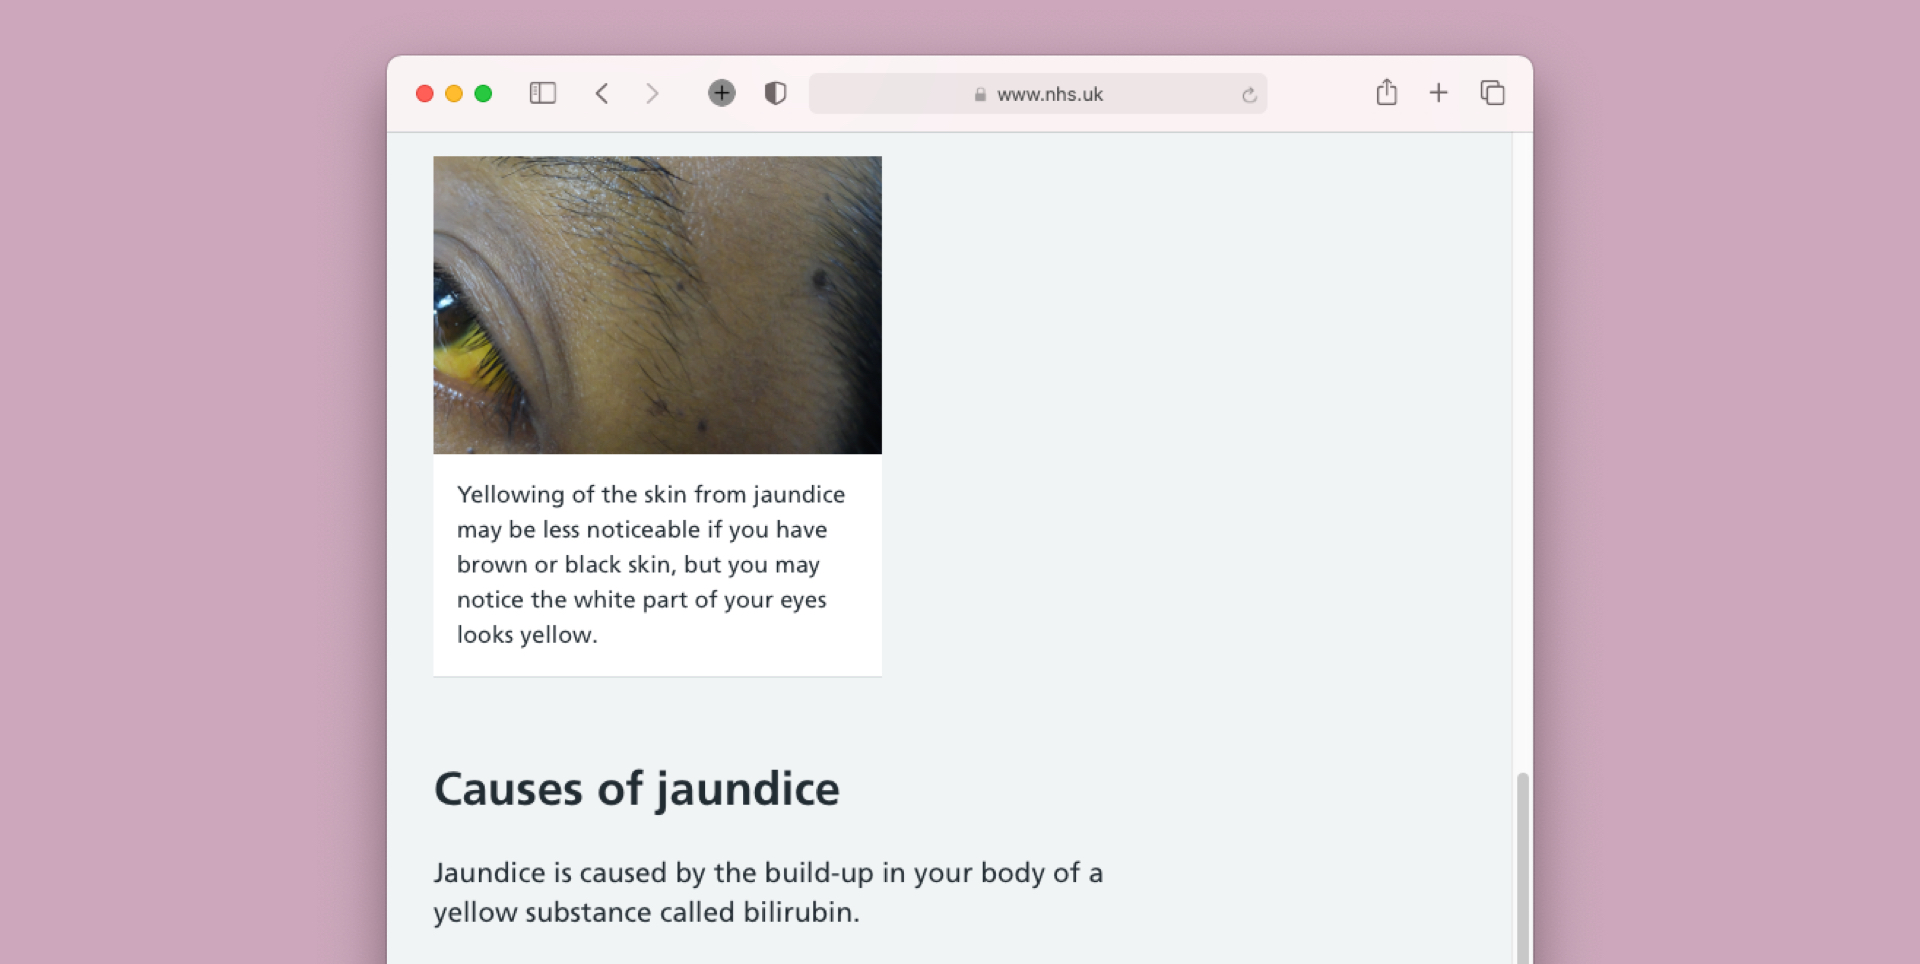 www.nhs.uk
Yellowing of the skin from jaundice
may be less noticeable if you have
brown or black skin, but you may
notice the white part of your eyes
looks yellow.
Causes of jaundice
Jaundice is caused by the build-up in your body of a
yellow substance called bilirubin.